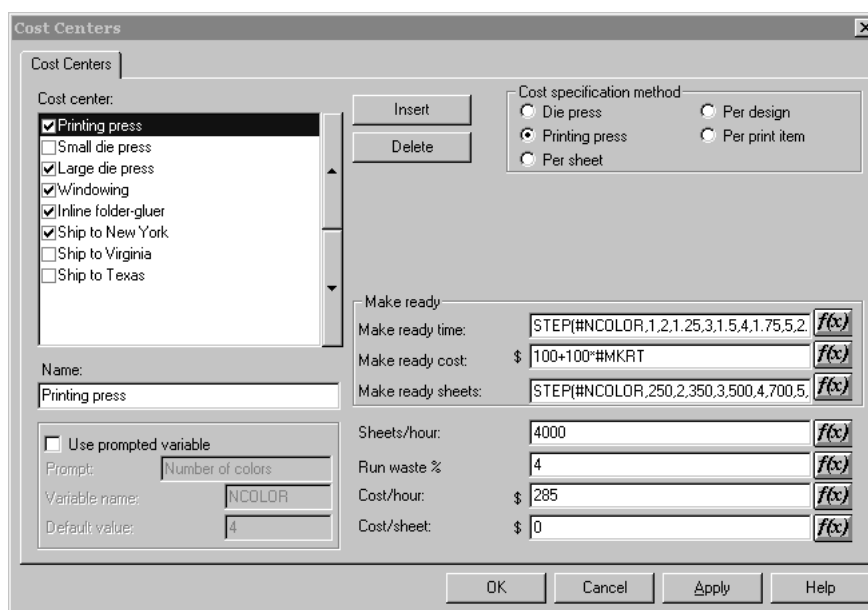 Cost Centers
Cost Centers
Cost center:
Printing press
Small die press
Large die press
Windowing
Inline folder-gluer
Ship to New York
Ship to Virginia
Ship to Texas
Insert
Delete
Cost specification method
Die press
Per design
Printing press
Per print item
Per sheet
Make ready
Make ready time:
STEP(#NCOLOR,1,2,1.25,3,1.5,4,1.75,5,2.
f(x)
Make ready cost:
$ 100+100*#MKRT
f(x)
Make ready sheets:
STEP(#NCOLOR,250,2,350,3,500,4,700,5,
f(x)
Name:
Printing press
Use prompted variable
Prompt: Number of colors
Variable name: NCOLOR
Default value: 4
Sheets/hour: 4000 f(x)
Run waste % 4 f(x)
Cost/hour: $ 285 f(x)
Cost/sheet: $ 0 f(x)
OK
Cancel
Apply
Help